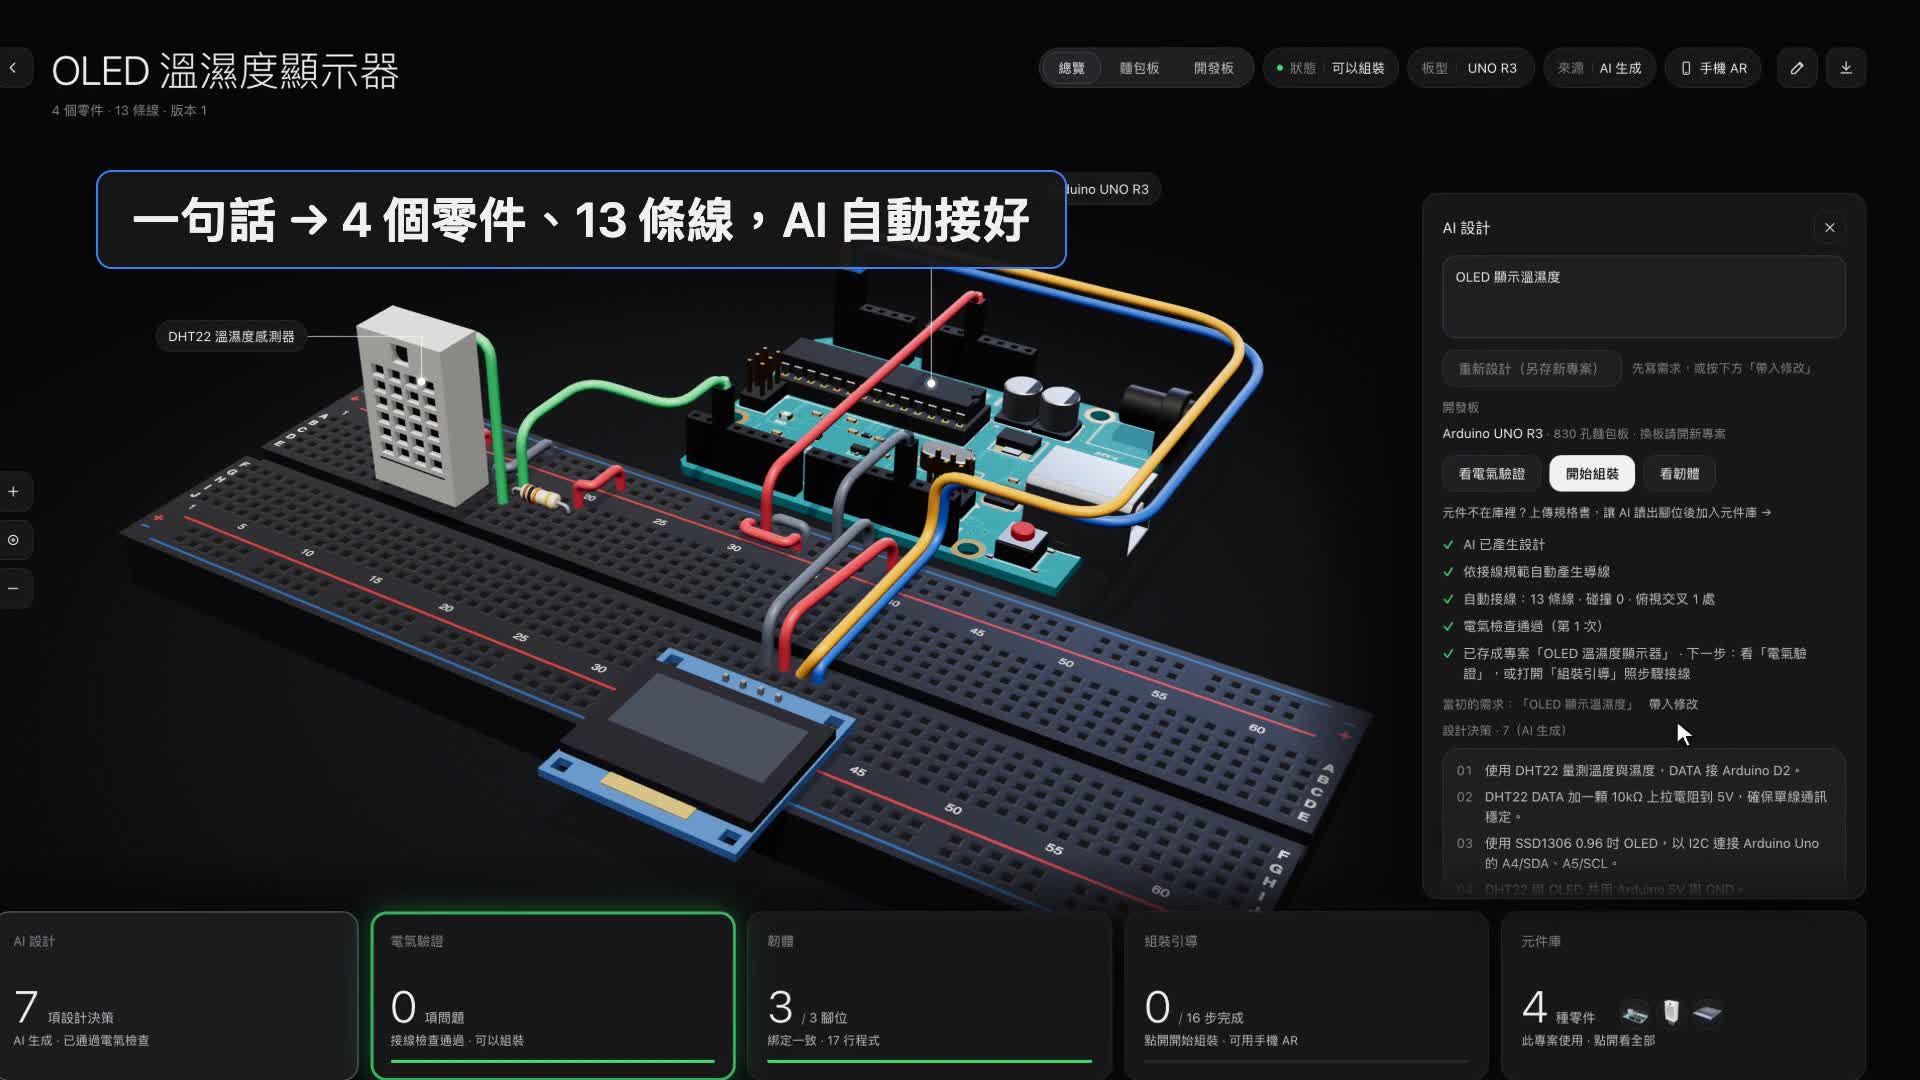 OLED 溫濕度顯示器
4 個零件 · 13 條線 · 版本 1
總覽
麵包板
開發板
狀態
可以組裝
板型
UNO R3
來源
AI 生成
手機 AR
一句話 → 4 個零件、13 條線，AI 自動接好
duino UNO R3
DHT22 溫濕度感測器
AI 設計
OLED 顯示溫濕度
重新設計（另存新專案）
先寫需求，或按下方「帶入修改」
開發板
Arduino UNO R3 · 830 孔麵包板 · 換板請開新專案
看電氣驗證
開始組裝
看韌體
元件不在庫裡？上傳規格書，讓 AI 讀出腳位後加入元件庫 →
AI 已產生設計
依接線規範自動產生導線
自動接線：13 條線 · 碰撞 0 · 俯視交叉 1 處
電氣檢查通過（第 1 次）
已存成專案「OLED 溫濕度顯示器」 · 下一步：看「電氣驗
證」，或打開「組裝引導」照步驟接線
當初的需求：「OLED 顯示溫濕度」 帶入修改
設計決策 · 7（AI 生成）
01 使用 DHT22 量測溫度與濕度，DATA 接 Arduino D2。
02 DHT22 DATA 加一顆 10kΩ 上拉電阻到 5V，確保單線通訊
穩定。
03 使用 SSD1306 0.96 吋 OLED，以 I2C 連接 Arduino Uno
的 A4/SDA、A5/SCL。
04 DHT22 與 OLED 共用 Arduino 5V 與 GND。
AI 設計
7 項設計決策
AI 生成 · 已通過電氣檢查
電氣驗證
0 項問題
接線檢查通過 · 可以組裝
韌體
3 / 3 腳位
綁定一致 · 17 行程式
組裝引導
0 / 16 步完成
點開開始組裝 · 可用手機 AR
元件庫
4 種零件
此專案使用 · 點開看全部